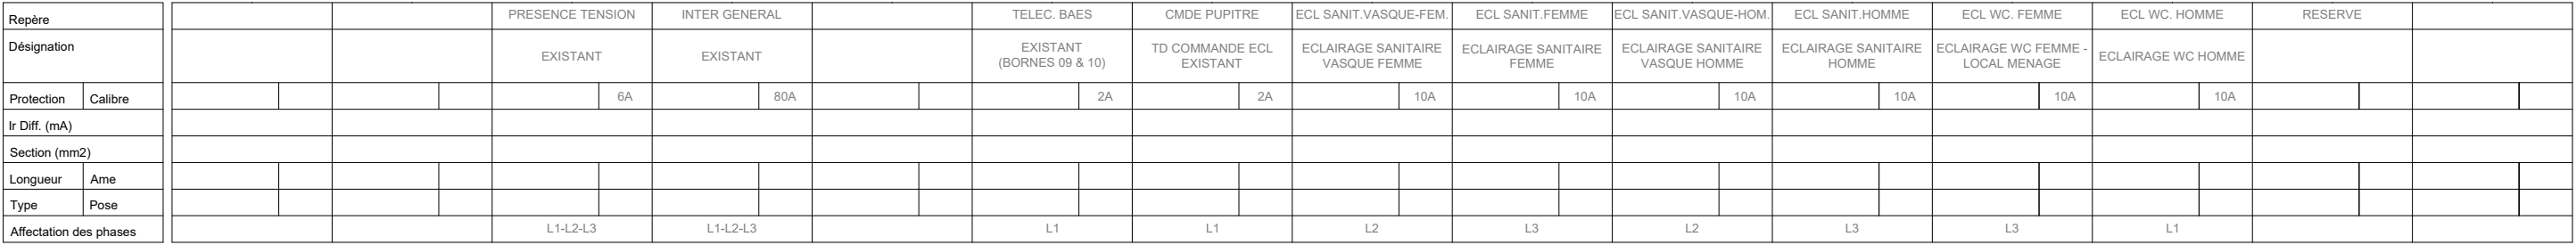 Repère PRESENCE TENSION INTER GENERAL TELEC. BAES CMDE PUPITRE ECL SANIT.VASQUE-FEM. ECL SANIT.FEMME ECL SANIT.VASQUE-HOM. ECL SANIT.HOMME ECL WC. FEMME ECL WC. HOMME RESERVE
Désignation
EXISTANT
EXISTANT
EXISTANT
(BORNES 09 & 10)
TD COMMANDE ECL
EXISTANT
ECLAIRAGE SANITAIRE
VASQUE FEMME
ECLAIRAGE SANITAIRE
FEMME
ECLAIRAGE SANITAIRE
VASQUE HOMME
ECLAIRAGE SANITAIRE
HOMME
ECLAIRAGE WC FEMME -
LOCAL MENAGE
ECLAIRAGE WC HOMME
Protection Calibre 6A 80A 2A 2A 10A 10A 10A 10A 10A 10A
Ir Diff. (mA)
Section (mm2)
Longueur Ame
Type Pose
Affectation des phases L1-L2-L3 L1-L2-L3 L1 L1 L2 L3 L2 L3 L3 L1